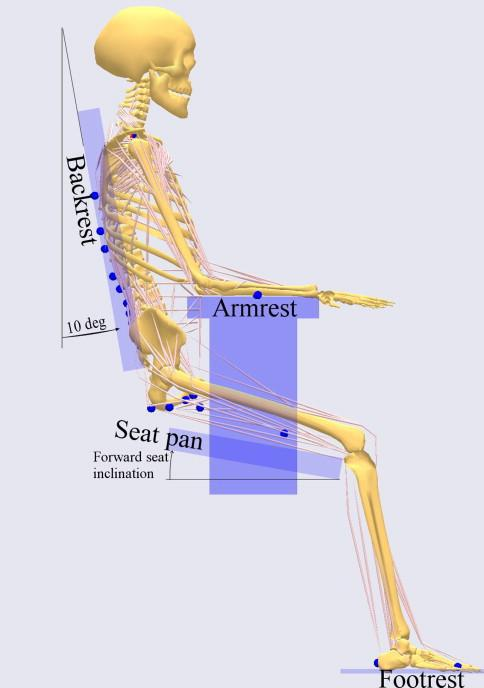 Backrest
10 deg
Armrest
Seat pan
Forward seat
inclination
Footrest